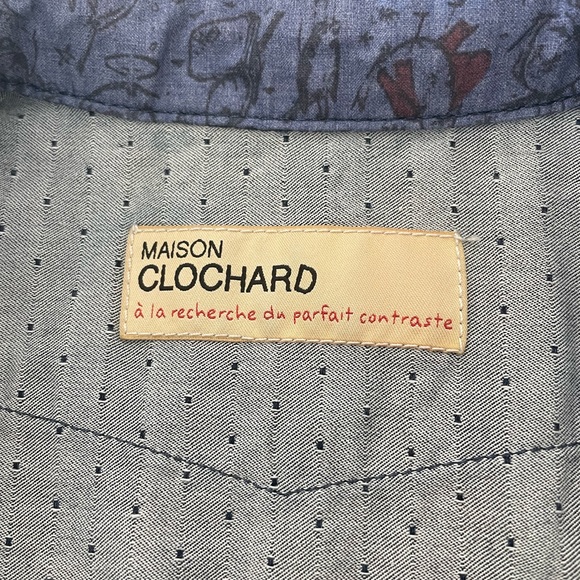 MAISON
CLOCHARD
à la recherche du parfait contraste